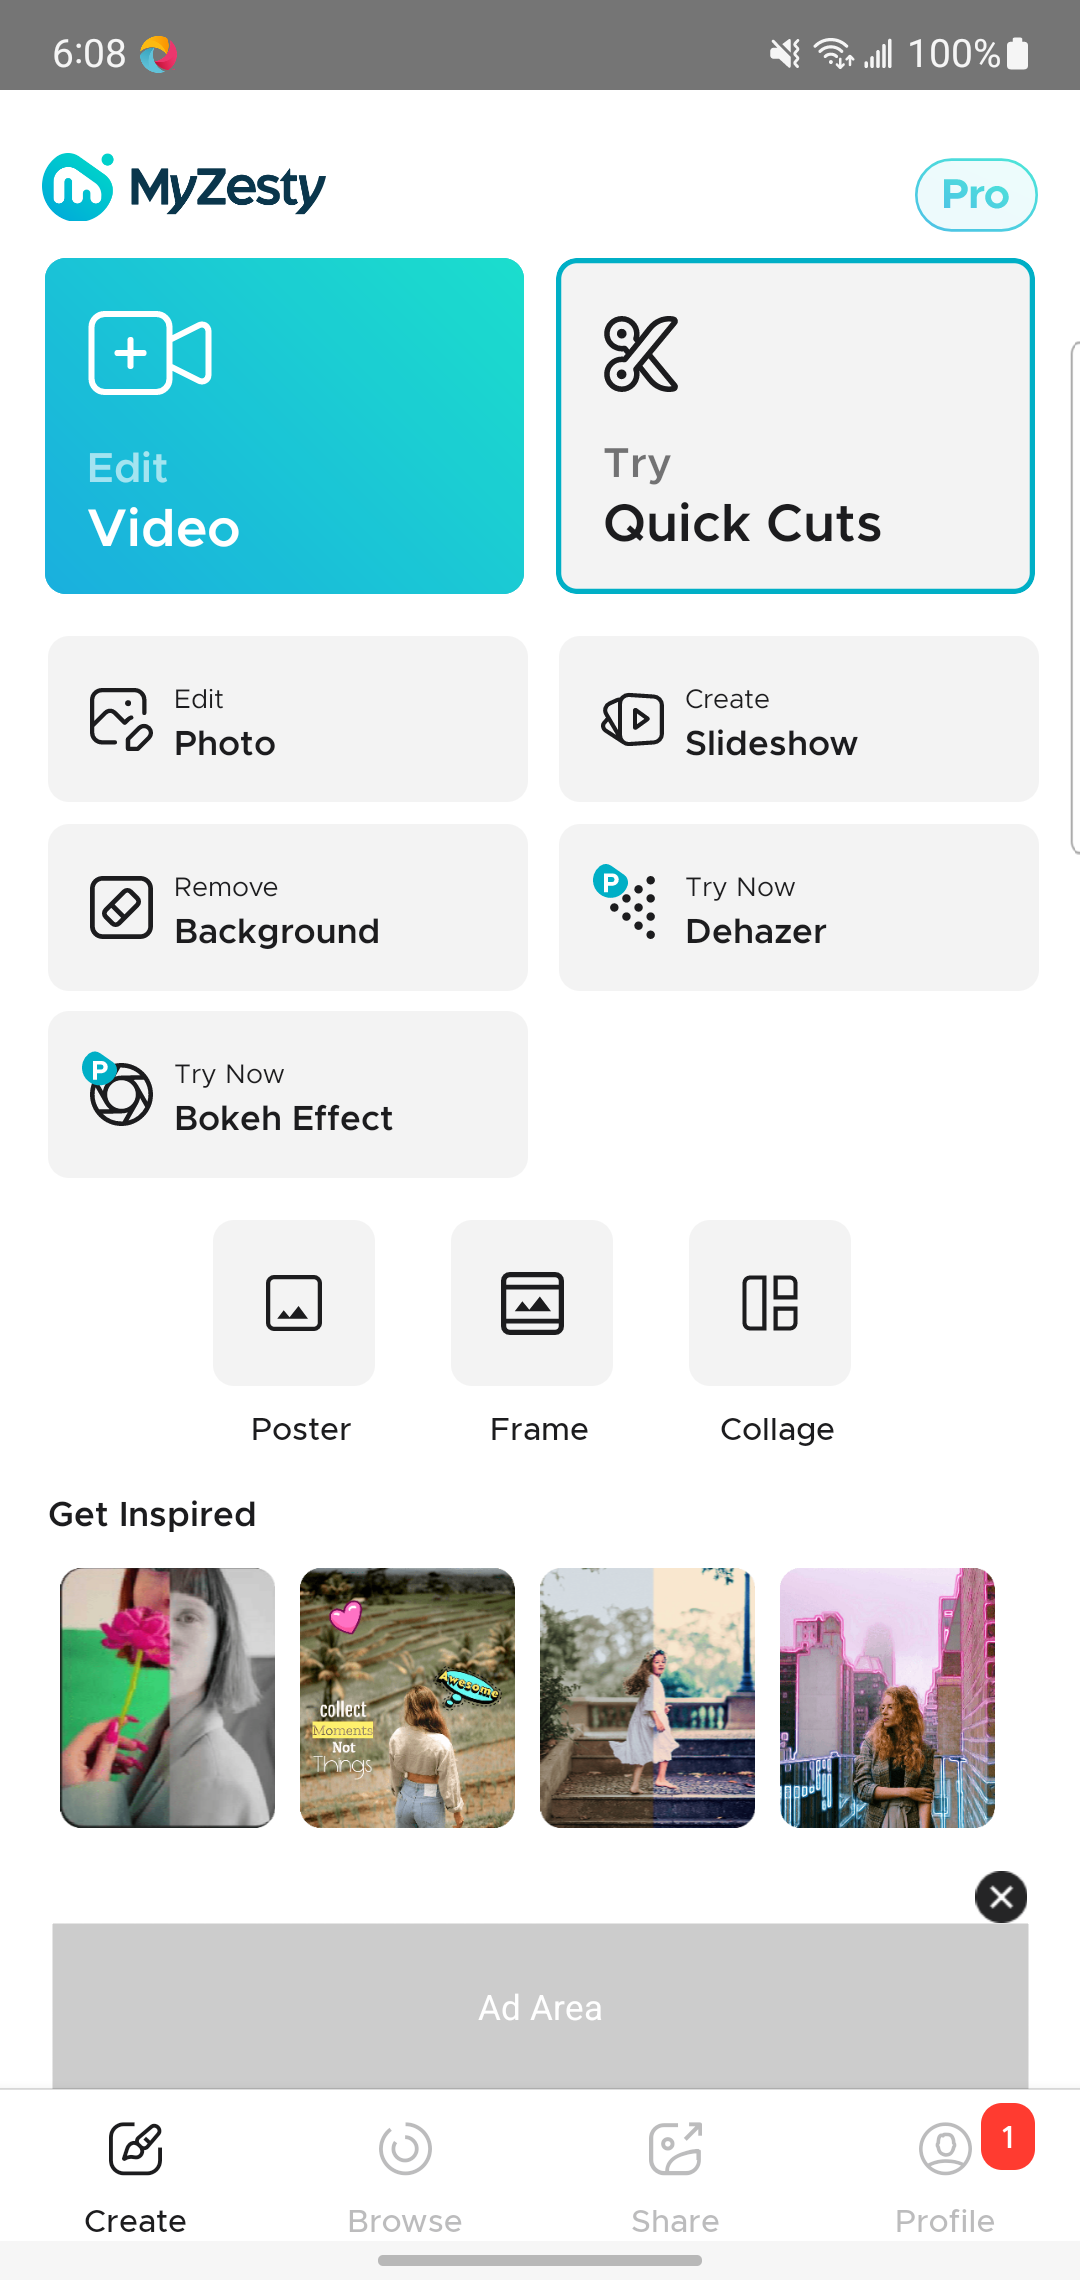 6:08
100%
MyZesty
Pro
Edit
Video
Try
Quick Cuts
Edit
Photo
Create
Slideshow
Remove
Background
P
Try Now
Dehazer
P
Try Now
Bokeh Effect
Poster
Frame
Collage
Get Inspired
Awesome
collect
Moments
Not
Things
Ad Area
1
Create
Browse
Share
Profile